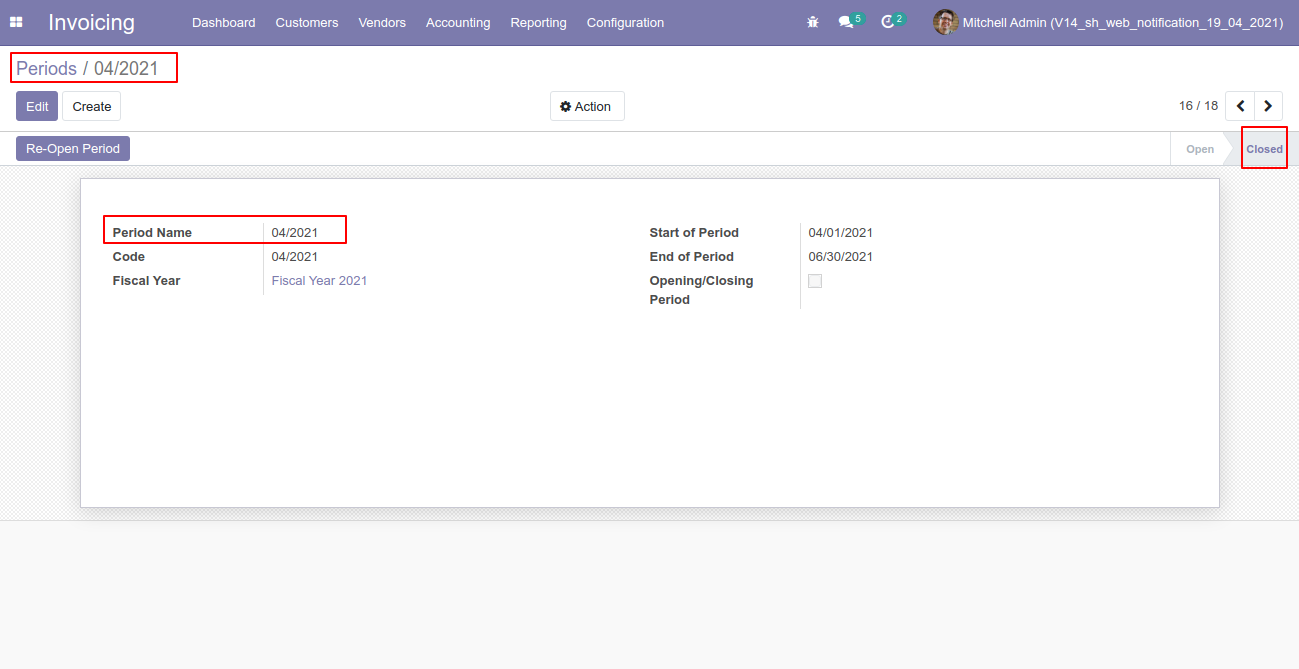 Invoicing Dashboard Customers Vendors Accounting Reporting Configuration 5 2 Mitchell Admin (V14_sh_web_notification_19_04_2021)
Periods / 04/2021
Edit Create Action 16 / 18
Re-Open Period Open Closed
Period Name 04/2021 Start of Period 04/01/2021
Code 04/2021 End of Period 06/30/2021
Fiscal Year Fiscal Year 2021 Opening/Closing
Period